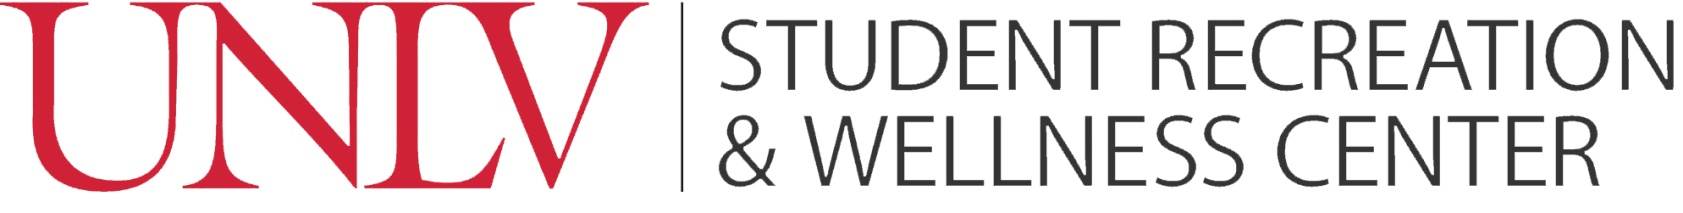 UNLV
STUDENT RECREATION
& WELLNESS CENTER